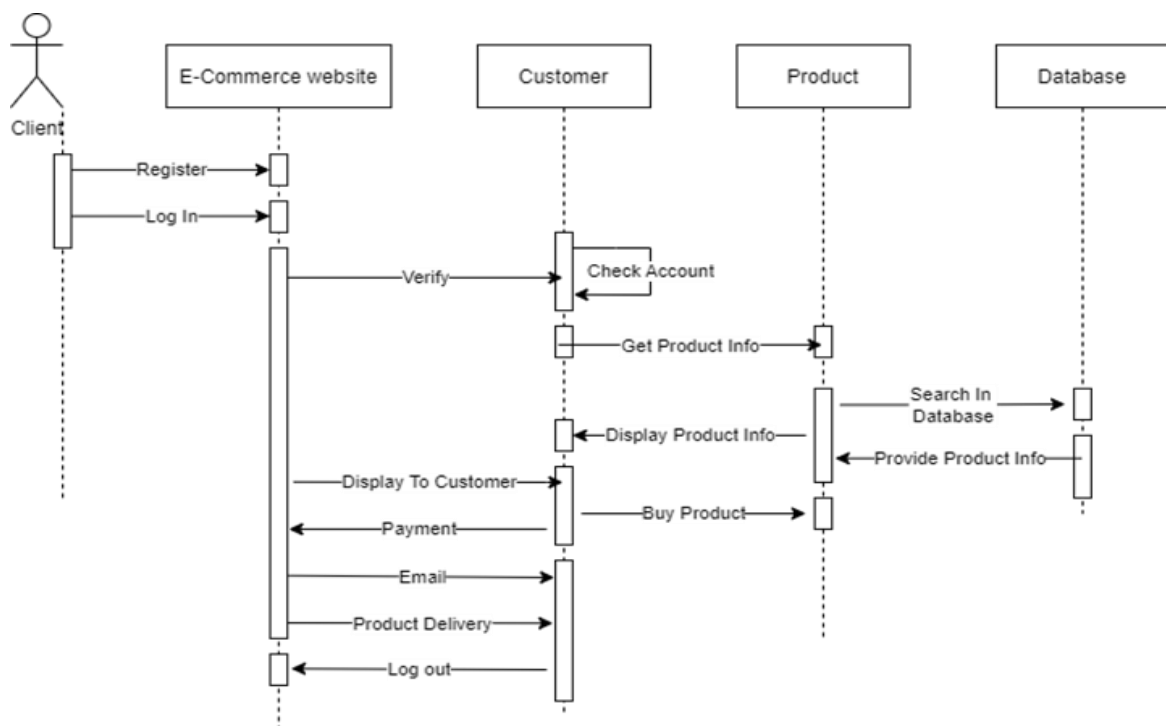 E-Commerce website
Customer
Product
Database
Client
Register
Log In
Verify
Check Account
Get Product Info
Search In
Database
Display Product Info
Provide Product Info
Display To Customer
Buy Product
Payment
Email
Product Delivery
Log out